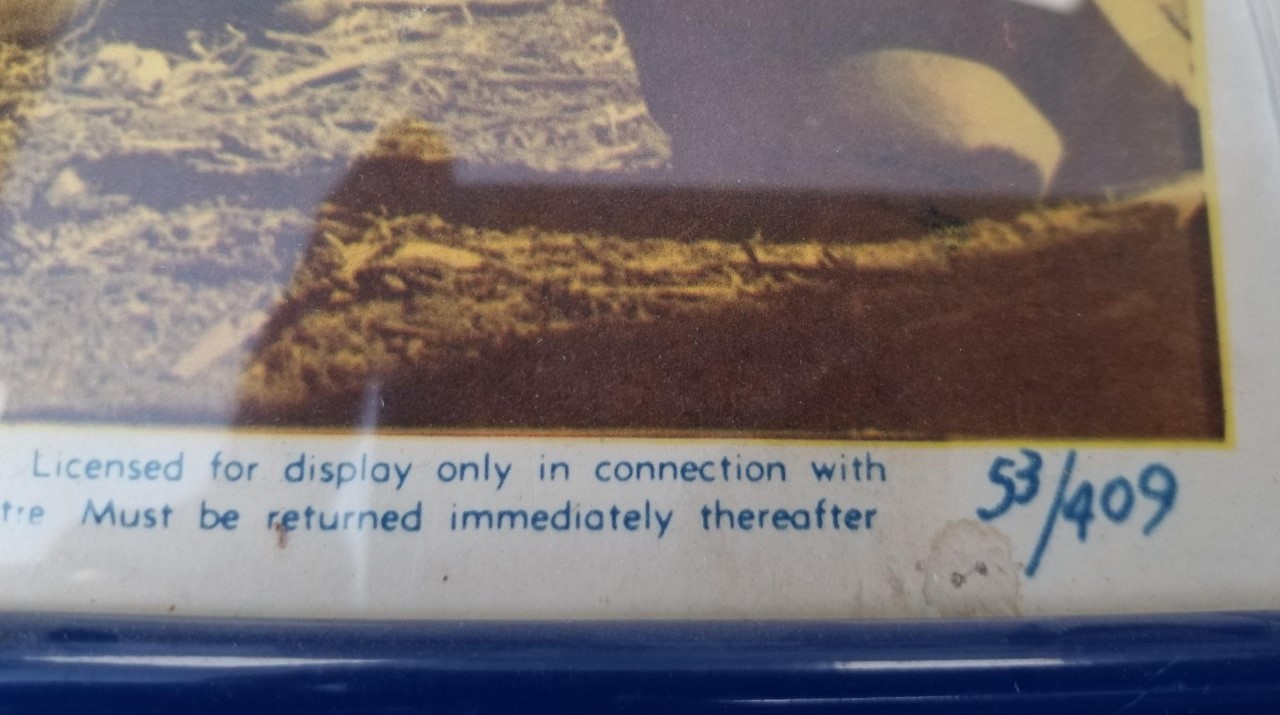 Licensed for display only in connection with
tre Must be returned immediately thereafter
53/409